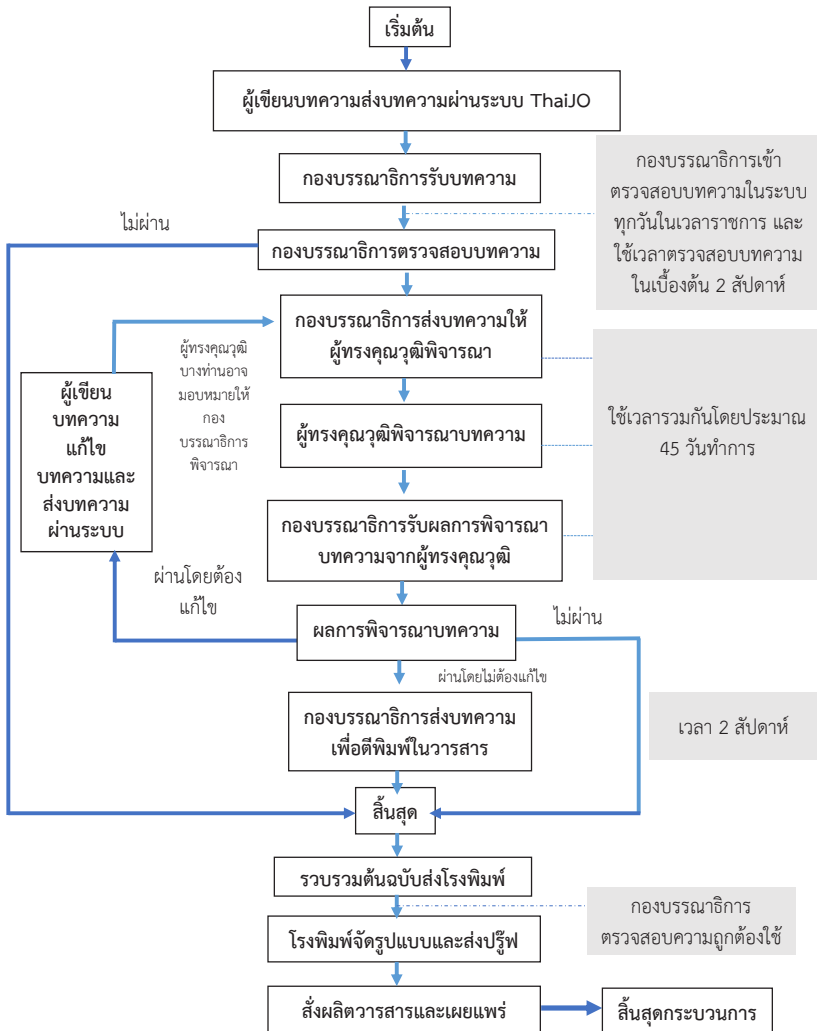 เริ่มต้น
ผู้เขียนบทความส่งบทความผ่านระบบ ThaiJO
กองบรรณาธิการรับบทความ
กองบรรณาธิการเข้า
ตรวจสอบบทความในระบบ
ทุกวันในเวลาราชการ และ
ใช้เวลาตรวจสอบบทความ
ในเบื้องต้น 2 สัปดาห์
ไม่ผ่าน
กองบรรณาธิการตรวจสอบบทความ
กองบรรณาธิการส่งบทความให้
ผู้ทรงคุณวุฒิพิจารณา
ผู้ทรงคุณวุฒิ
บางท่านอาจ
มอบหมายให้
กอง
บรรณาธิการ
พิจารณา
ผู้เขียน
บทความ
แก้ไข
บทความและ
ส่งบทความ
ผ่านระบบ
ผู้ทรงคุณวุฒิพิจารณาบทความ
ใช้เวลารวมกันโดยประมาณ
45 วันทำการ
กองบรรณาธิการรับผลการพิจารณา
บทความจากผู้ทรงคุณวุฒิ
ผ่านโดยต้อง
แก้ไข
ผลการพิจารณาบทความ
ไม่ผ่าน
ผ่านโดยไม่ต้องแก้ไข
กองบรรณาธิการส่งบทความ
เพื่อตีพิมพ์ในวารสาร
เวลา 2 สัปดาห์
สิ้นสุด
รวบรวมต้นฉบับส่งโรงพิมพ์
กองบรรณาธิการ
ตรวจสอบความถูกต้องใช้
โรงพิมพ์จัดรูปแบบและส่งปรู๊ฟ
สั่งผลิตวารสารและเผยแพร่
สิ้นสุดกระบวนการ